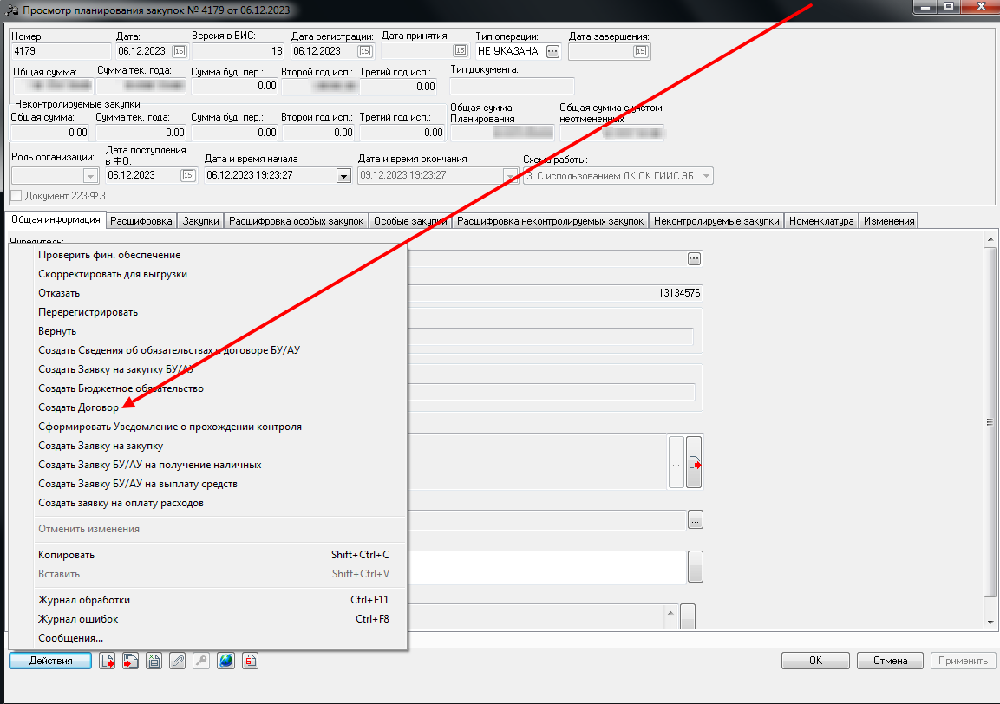 Просмотр планирования закупок № 4179 от 06.12.2023
Номер: Дата: Версия в ЕИС: Дата регистрации: Дата принятия: Тип операции: Дата завершения:
4179 06.12.2023 15 18 06.12.2023 15 15 НЕ УКАЗАНА ... 15
Общая сумма: Сумма тек. года: Сумма буд. пер.: Второй год исп.: Третий год исп.: Тип документа:
0.00 0.00
Неконтролируемые закупки
Общая сумма: Сумма тек. года: Сумма буд. пер.: Второй год исп.: Третий год исп.: Общая сумма Планирования Общая сумма с учетом неотмененных
0.00 0.00 0.00 0.00 0.00
Роль организации: Дата поступления в ФО: Дата и время начала Дата и время окончания Схема работы:
06.12.2023 15 06.12.2023 19:23:27 09.12.2023 19:23:27 3. С использованием ЛК ОК ГИИС ЭБ
Документ 223-ФЗ
Общая информация Расшифровка Закупки Расшифровка особых закупок Особые закупки Расшифровка неконтролируемых закупок Неконтролируемые закупки Номенклатура Изменения
Учредитель:
13134576
Проверить фин. обеспечение
Скорректировать для выгрузки
Отказать
Перерегистрировать
Вернуть
Создать Сведения об обязательствах и договоре БУ/АУ
Создать Заявку на закупку БУ/АУ
Создать Бюджетное обязательство
Создать Договор
Сформировать Уведомление о прохождении контроля
Создать Заявку на закупку
Создать Заявку БУ/АУ на получение наличных
Создать Заявку БУ/АУ на выплату средств
Создать заявку на оплату расходов
Отменить изменения
Копировать Shift+Ctrl+C
Вставить Shift+Ctrl+V
Журнал обработки Ctrl+F11
Журнал ошибок Ctrl+F8
Сообщения...
Действия OK Отмена Применить